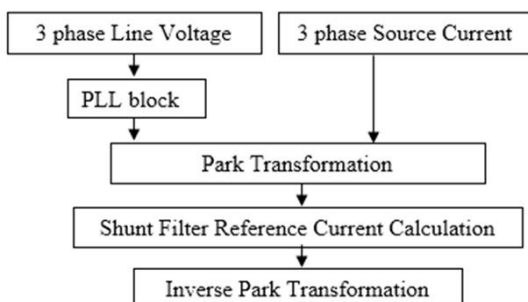 3 phase Line Voltage
3 phase Source Current
PLL block
Park Transformation
Shunt Filter Reference Current Calculation
Inverse Park Transformation